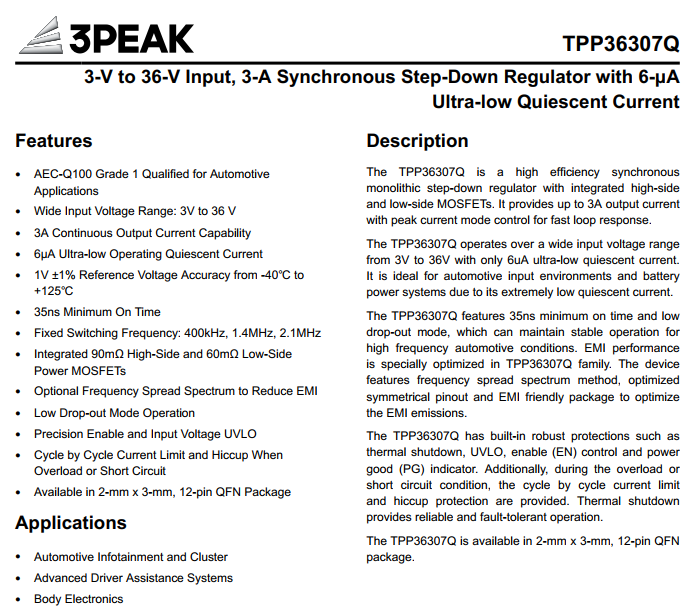 3PEAK
TPP36307Q
3-V to 36-V Input, 3-A Synchronous Step-Down Regulator with 6-μA
Ultra-low Quiescent Current
Features
• AEC-Q100 Grade 1 Qualified for Automotive
Applications
• Wide Input Voltage Range: 3V to 36 V
• 3A Continuous Output Current Capability
• 6μA Ultra-low Operating Quiescent Current
• 1V ±1% Reference Voltage Accuracy from -40℃ to
+125℃
• 35ns Minimum On Time
• Fixed Switching Frequency: 400kHz, 1.4MHz, 2.1MHz
• Integrated 90mΩ High-Side and 60mΩ Low-Side
Power MOSFETs
• Optional Frequency Spread Spectrum to Reduce EMI
• Low Drop-out Mode Operation
• Precision Enable and Input Voltage UVLO
• Cycle by Cycle Current Limit and Hiccup When
Overload or Short Circuit
• Available in 2-mm x 3-mm, 12-pin QFN Package
Applications
• Automotive Infotainment and Cluster
• Advanced Driver Assistance Systems
• Body Electronics
Description
The TPP36307Q is a high efficiency synchronous
monolithic step-down regulator with integrated high-side
and low-side MOSFETs. It provides up to 3A output current
with peak current mode control for fast loop response.
The TPP36307Q operates over a wide input voltage range
from 3V to 36V with only 6uA ultra-low quiescent current.
It is ideal for automotive input environments and battery
power systems due to its extremely low quiescent current.
The TPP36307Q features 35ns minimum on time and low
drop-out mode, which can maintain stable operation for
high frequency automotive conditions. EMI performance
is specially optimized in TPP36307Q family. The device
features frequency spread spectrum method, optimized
symmetrical pinout and EMI friendly package to optimize
the EMI emissions.
The TPP36307Q has built-in robust protections such as
thermal shutdown, UVLO, enable (EN) control and power
good (PG) indicator. Additionally, during the overload or
short circuit condition, the cycle by cycle current limit
and hiccup protection are provided. Thermal shutdown
provides reliable and fault-tolerant operation.
The TPP36307Q is available in 2-mm x 3-mm, 12-pin QFN
package.